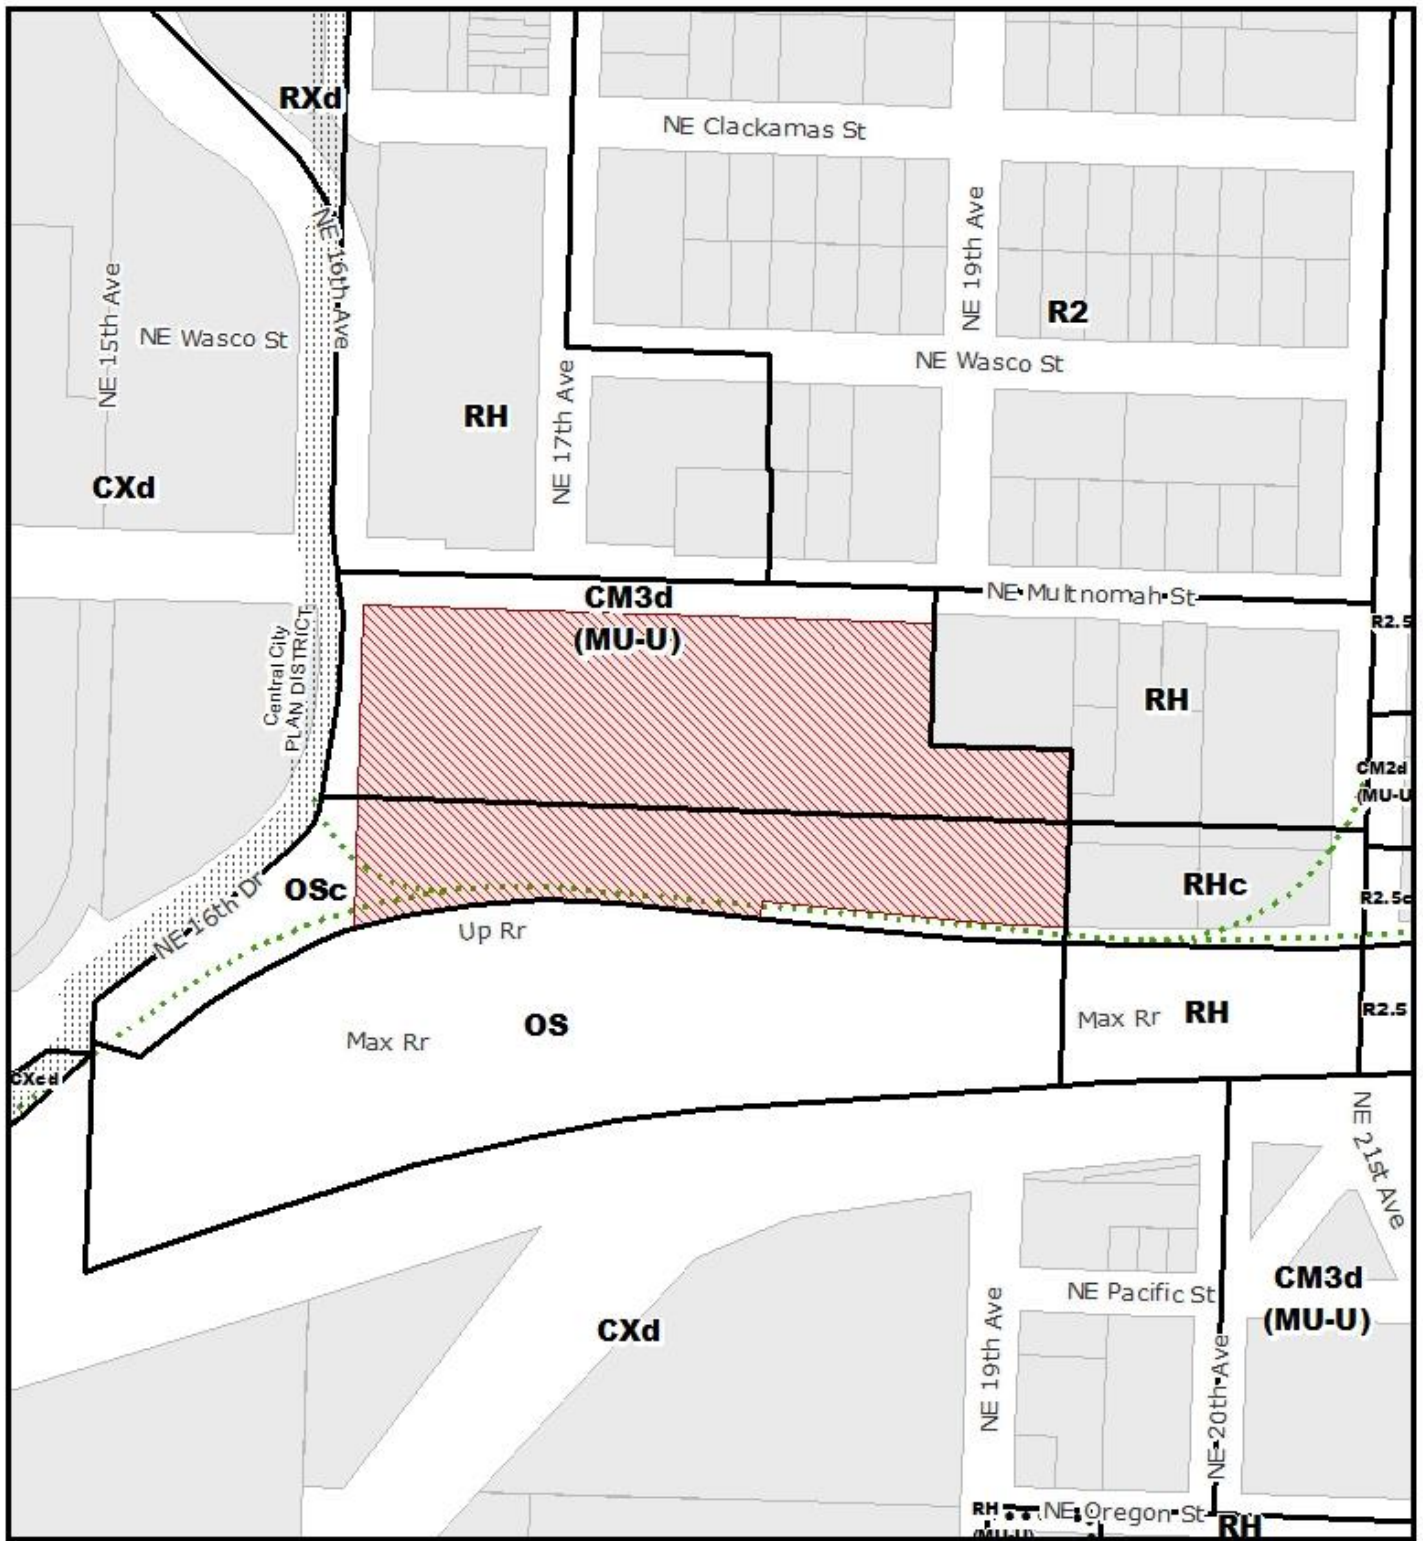 RXd
NE Clackamas St
NE 16th Ave
NE 19th Ave
NE 15th Ave
R2
NE Wasco St
NE Wasco St
NE 17th Ave
RH
CXd
CM3d
(MU-U)
NE Multnomah St
R2.5
Central City
PLAN DISTRICT
RH
CM2d
(MU-U
OSc
RHc
R2.5c
NE 16th Dr
Up Rr
OS
Max Rr
Max Rr
RH
R2.5
CXcd
NE 21st Ave
NE Pacific St
CM3d
(MU-U)
CXd
NE 19th Ave
NE 20th Ave
RH
(MU-U)
NE Oregon St
RH